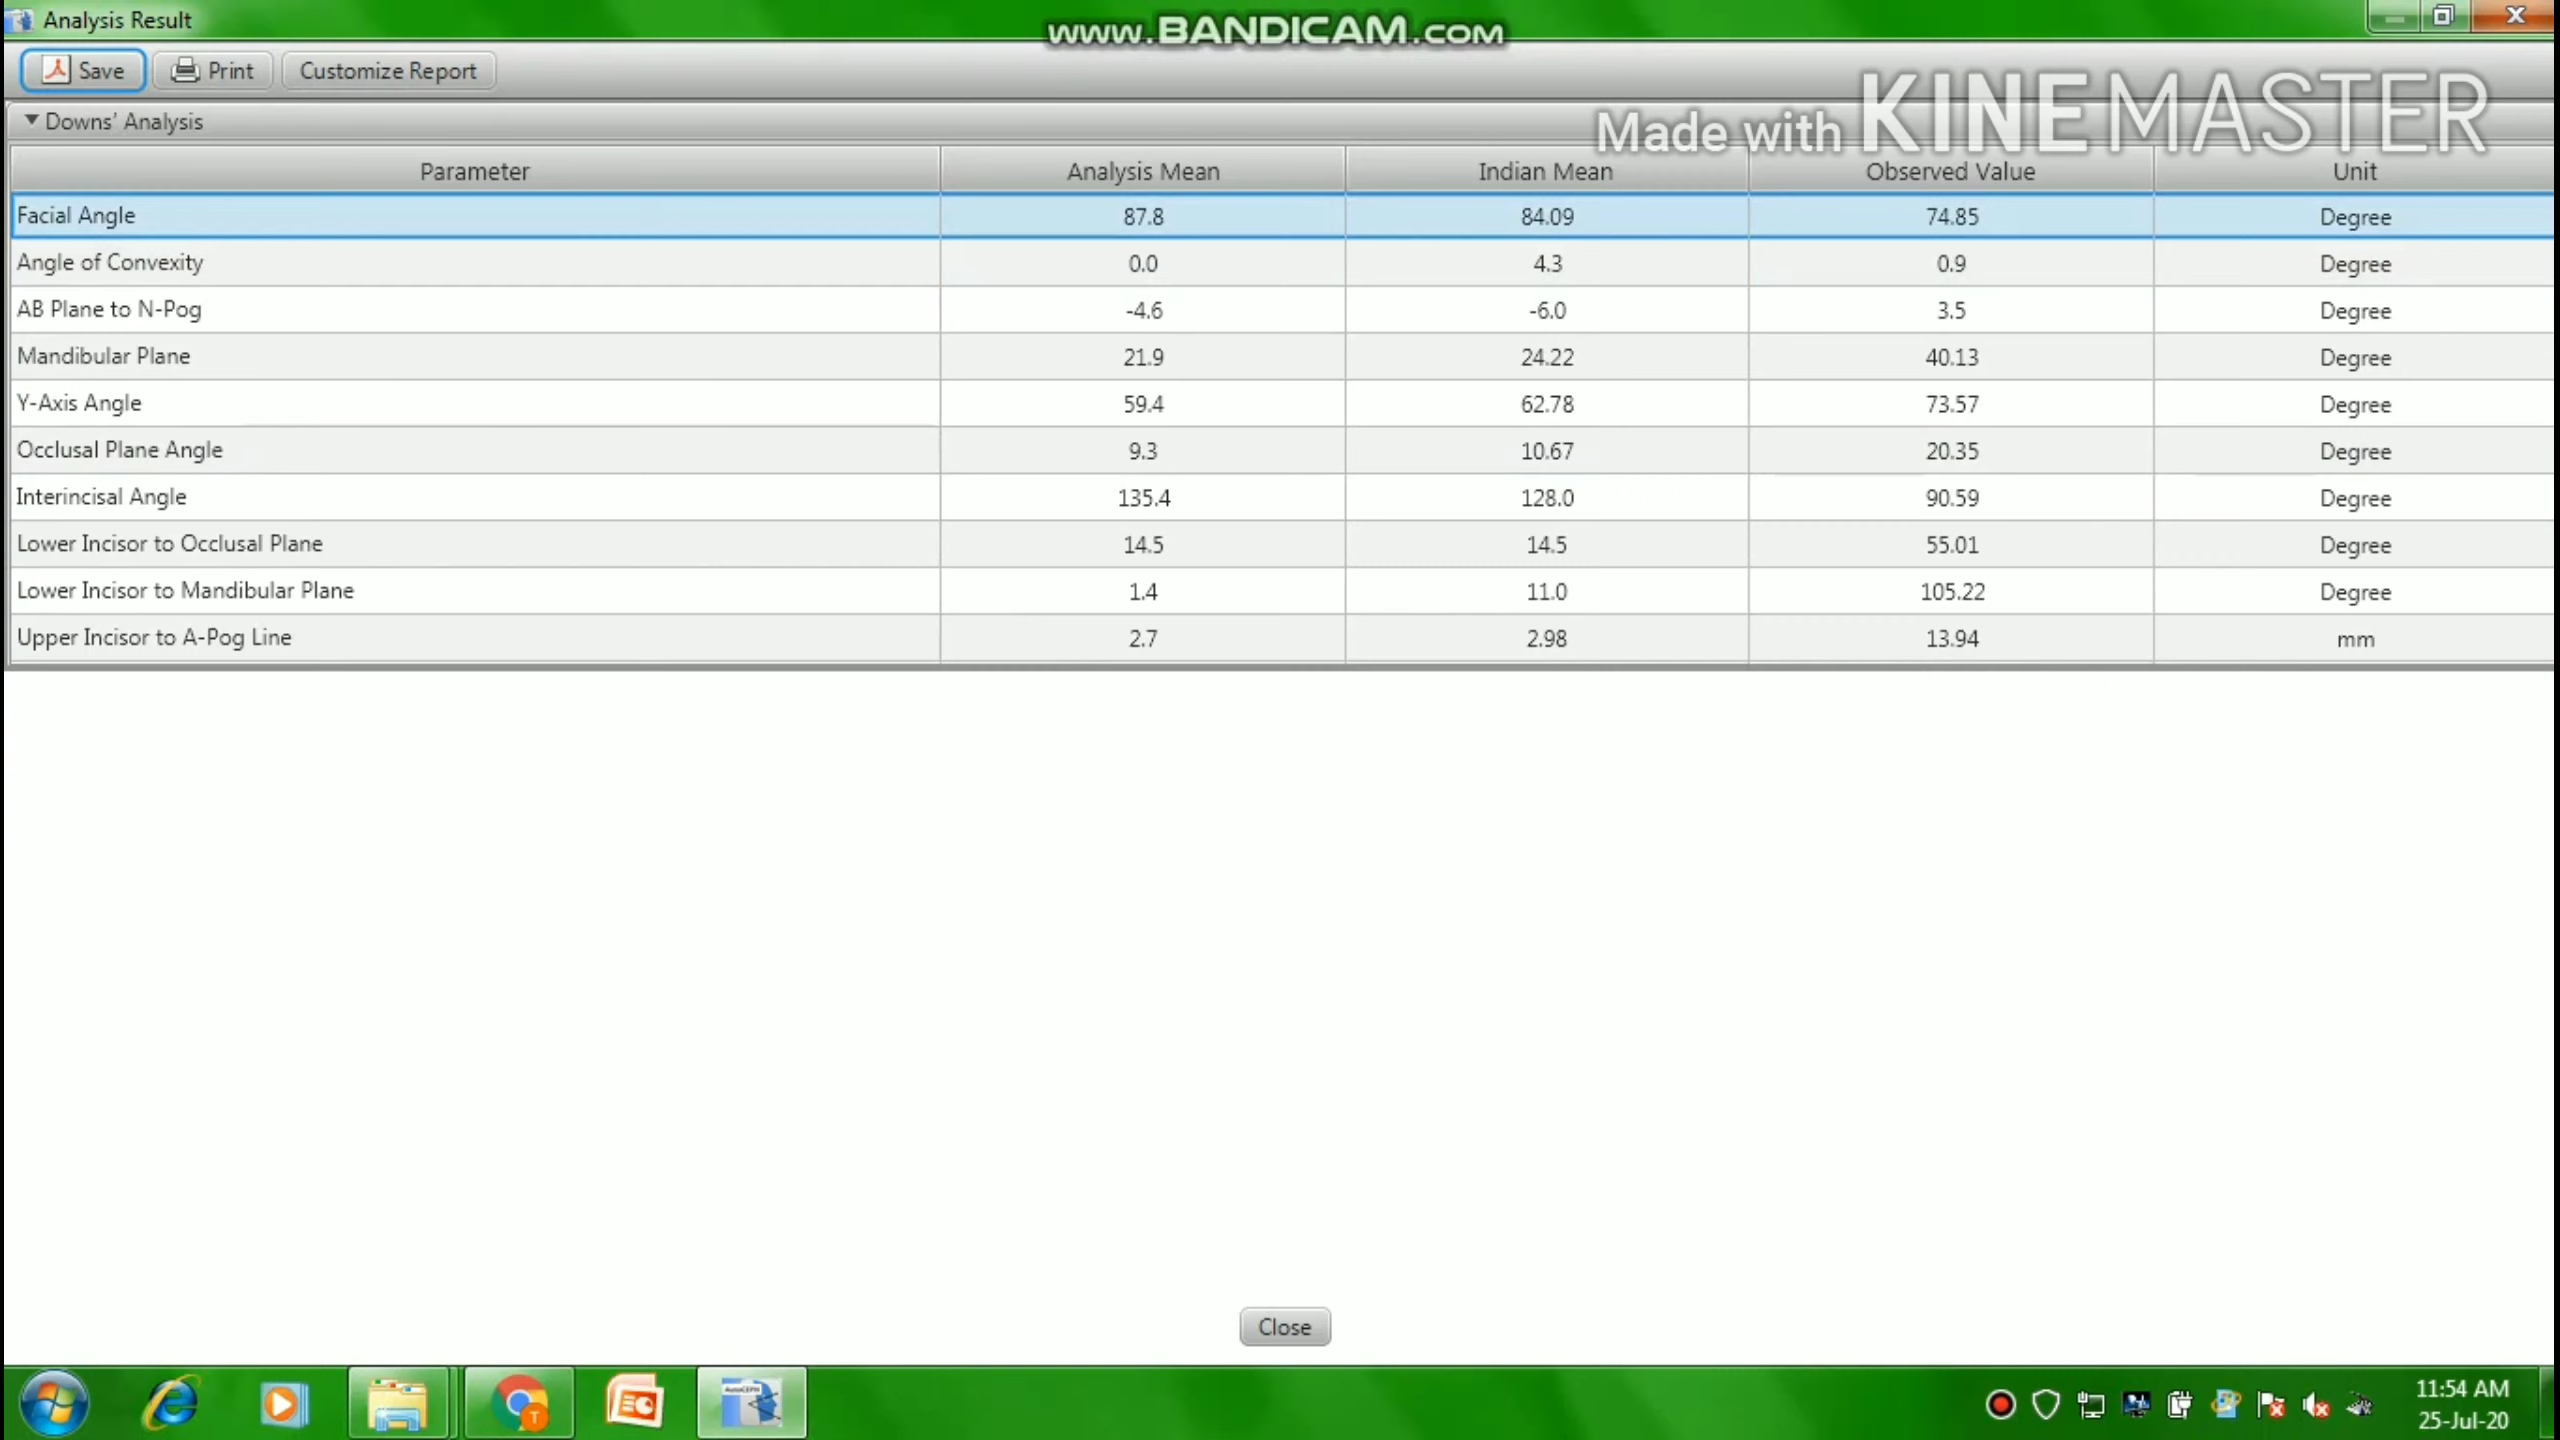 Analysis Result
www.BANDICAM.com
Save Print Customize Report
Made with KINEMASTER
Downs' Analysis
Parameter Analysis Mean Indian Mean Observed Value Unit
Facial Angle 87.8 84.09 74.85 Degree
Angle of Convexity 0.0 4.3 0.9 Degree
AB Plane to N-Pog -4.6 -6.0 3.5 Degree
Mandibular Plane 21.9 24.22 40.13 Degree
Y-Axis Angle 59.4 62.78 73.57 Degree
Occlusal Plane Angle 9.3 10.67 20.35 Degree
Interincisal Angle 135.4 128.0 90.59 Degree
Lower Incisor to Occlusal Plane 14.5 14.5 55.01 Degree
Lower Incisor to Mandibular Plane 1.4 11.0 105.22 Degree
Upper Incisor to A-Pog Line 2.7 2.98 13.94 mm
Close
T
AutoCEPH
11:54 AM
25-Jul-20